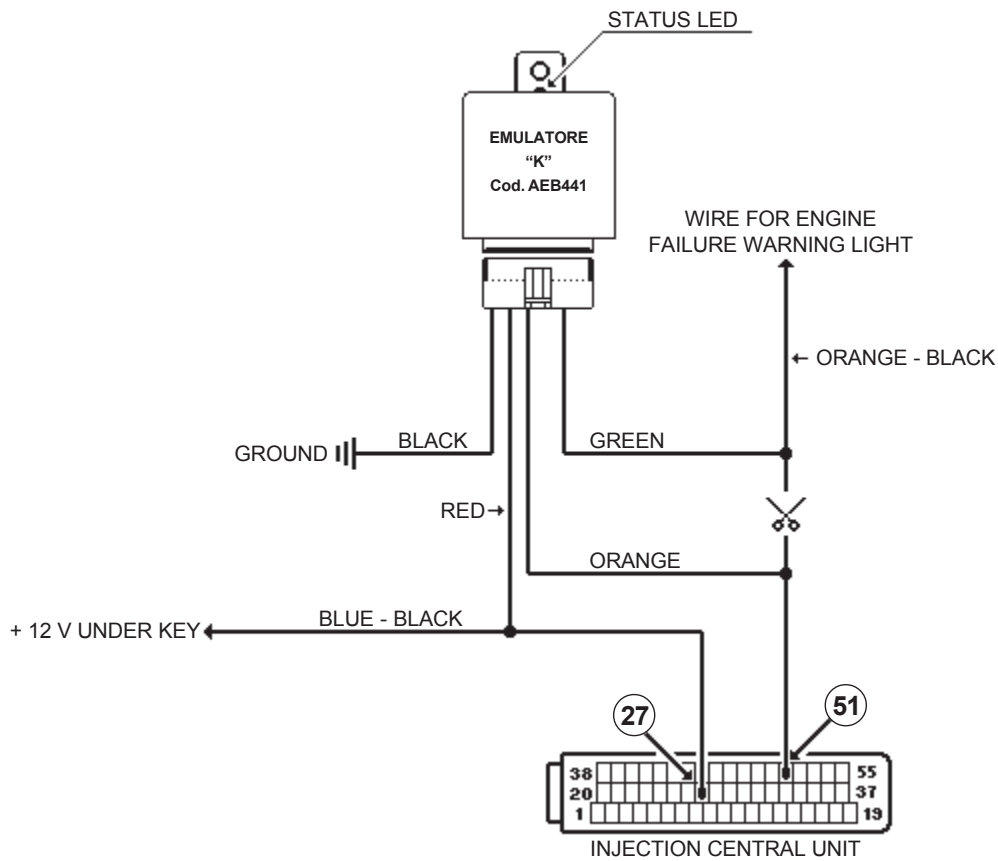 STATUS LED
EMULATORE
“K”
Cod. AEB441
WIRE FOR ENGINE
FAILURE WARNING LIGHT
ORANGE - BLACK
GROUND
BLACK
GREEN
RED
ORANGE
+ 12 V UNDER KEY
BLUE - BLACK
27
51
38
55
20
37
1
19
INJECTION CENTRAL UNIT